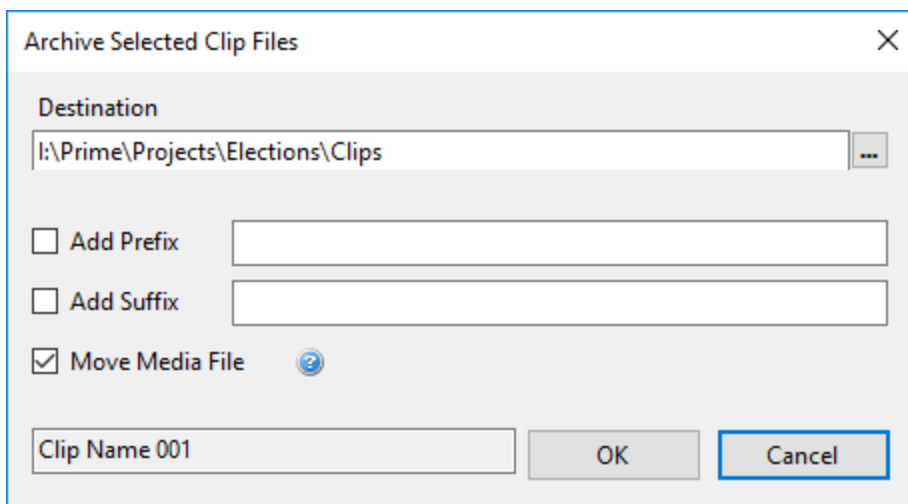 Archive Selected Clip Files
Destination
I:\Prime\Projects\Elections\Clips
...
Add Prefix
Add Suffix
Move Media File
?
Clip Name 001
OK
Cancel